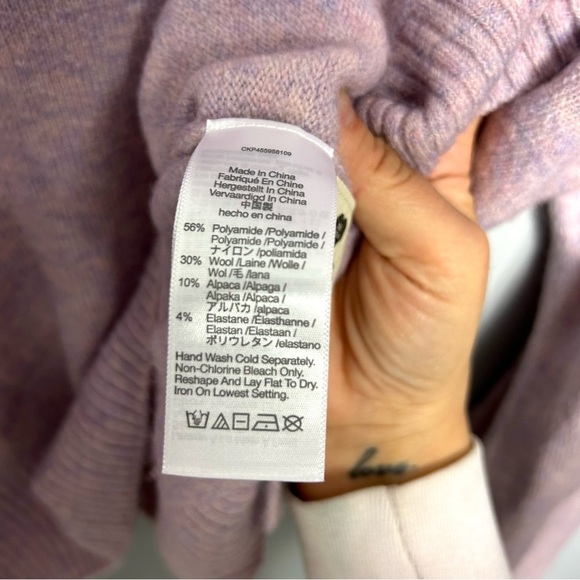 CKP455958109
Made In China
Fabriqué En Chine
Hergestellt In China
Vervaardigd In China
中国製
hecho en china
56% Polyamide /Polyamide /
Polyamide /Polyamide /
ナイロン /poliamida
30% Wool /Laine /Wolle /
Wol /毛 /lana
10% Alpaca /Alpaga /
Alpaka /Alpaca /
アルパカ /alpaca
4% Elastane /Elasthanne /
Elastan /Elastaan /
ポリウレタン /elastano
Hand Wash Cold Separately.
Non-Chlorine Bleach Only.
Reshape And Lay Flat To Dry.
Iron On Lowest Setting.
love